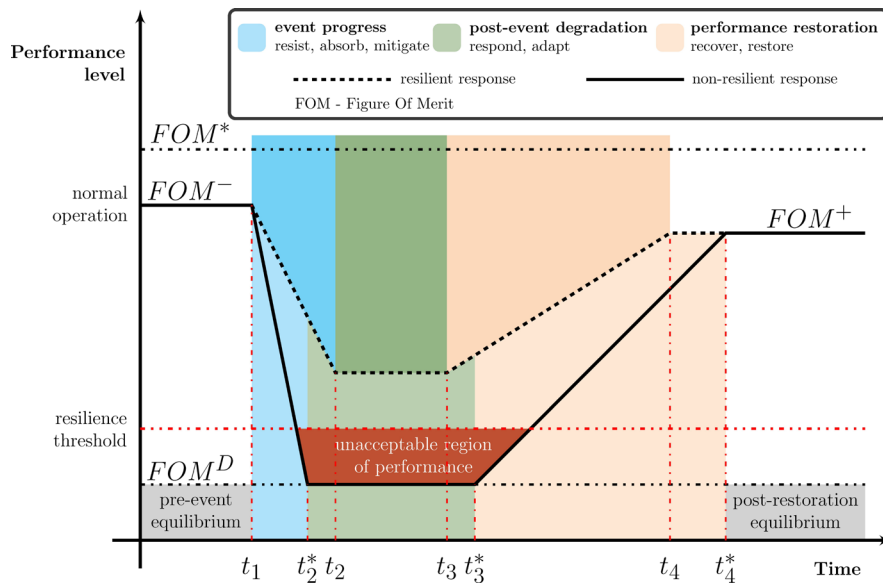 event progress
resist, absorb, mitigate
post-event degradation
respond, adapt
performance restoration
recover, restore
resilient response
non-resilient response
FOM - Figure Of Merit
Performance
level
FOM*
FOM⁻
normal
operation
FOM⁺
resilience
threshold
unacceptable region
of performance
FOMᴰ
pre-event
equilibrium
post-restoration
equilibrium
t₁ t₂* t₂ t₃ t₃* t₄ t₄* Time